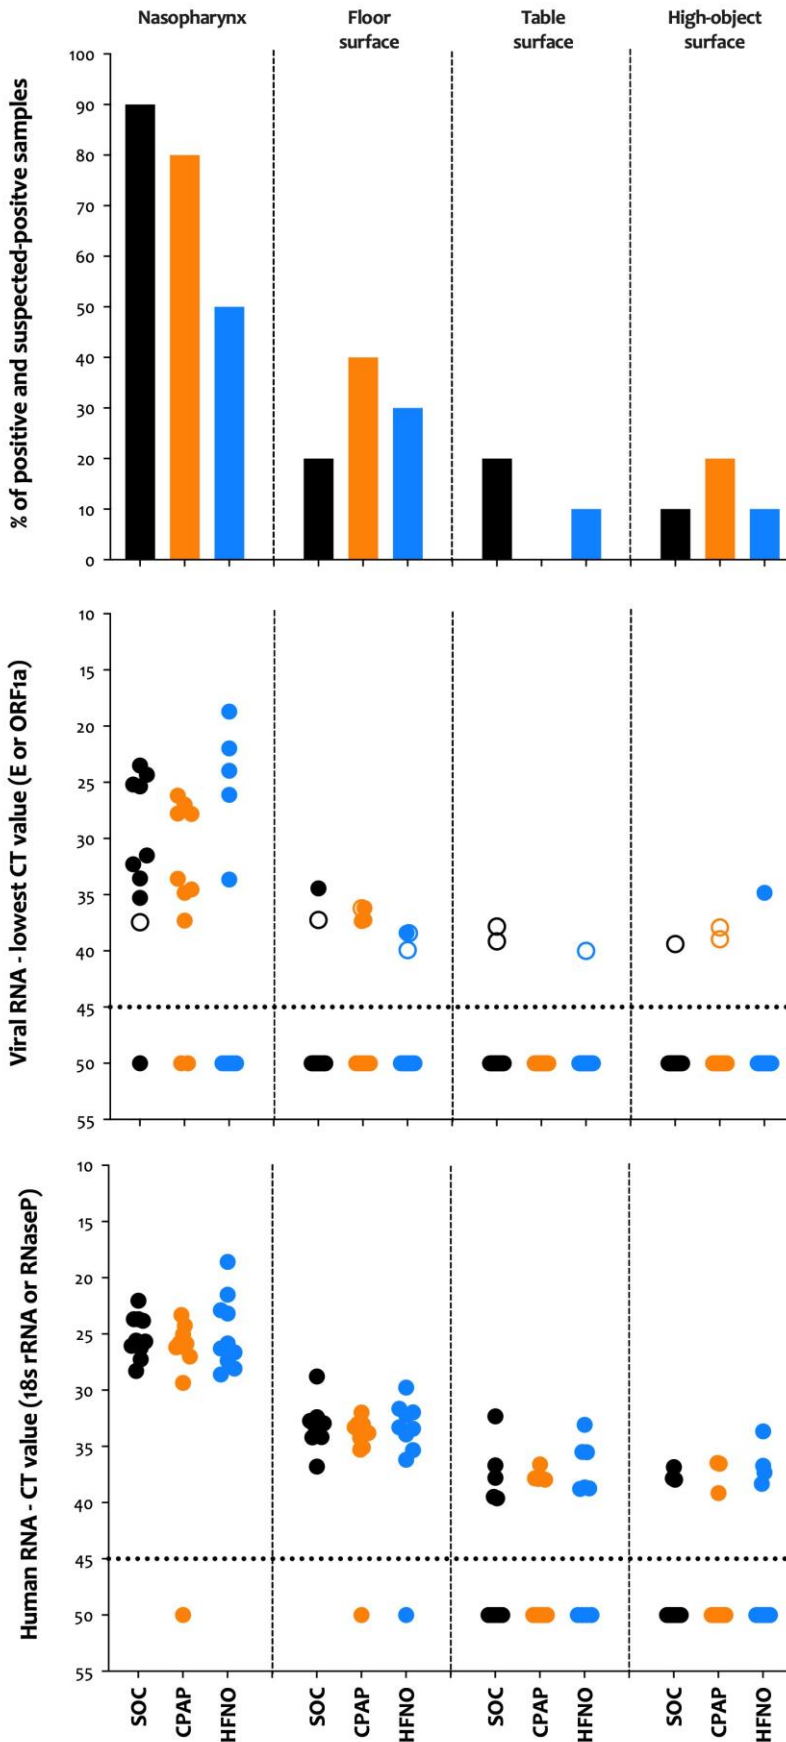 Nasopharynx
Floor
surface
Table
surface
High-object
surface
% of positive and suspected-positve samples
100
90
80
70
60
50
40
30
20
10
0
Viral RNA - lowest CT value (E or ORF1a)
10
15
20
25
30
35
40
45
50
55
Human RNA - CT value (18s rRNA or RNaseP)
10
15
20
25
30
35
40
45
50
55
SOC
CPAP
HFNO
SOC
CPAP
HFNO
SOC
CPAP
HFNO
SOC
CPAP
HFNO